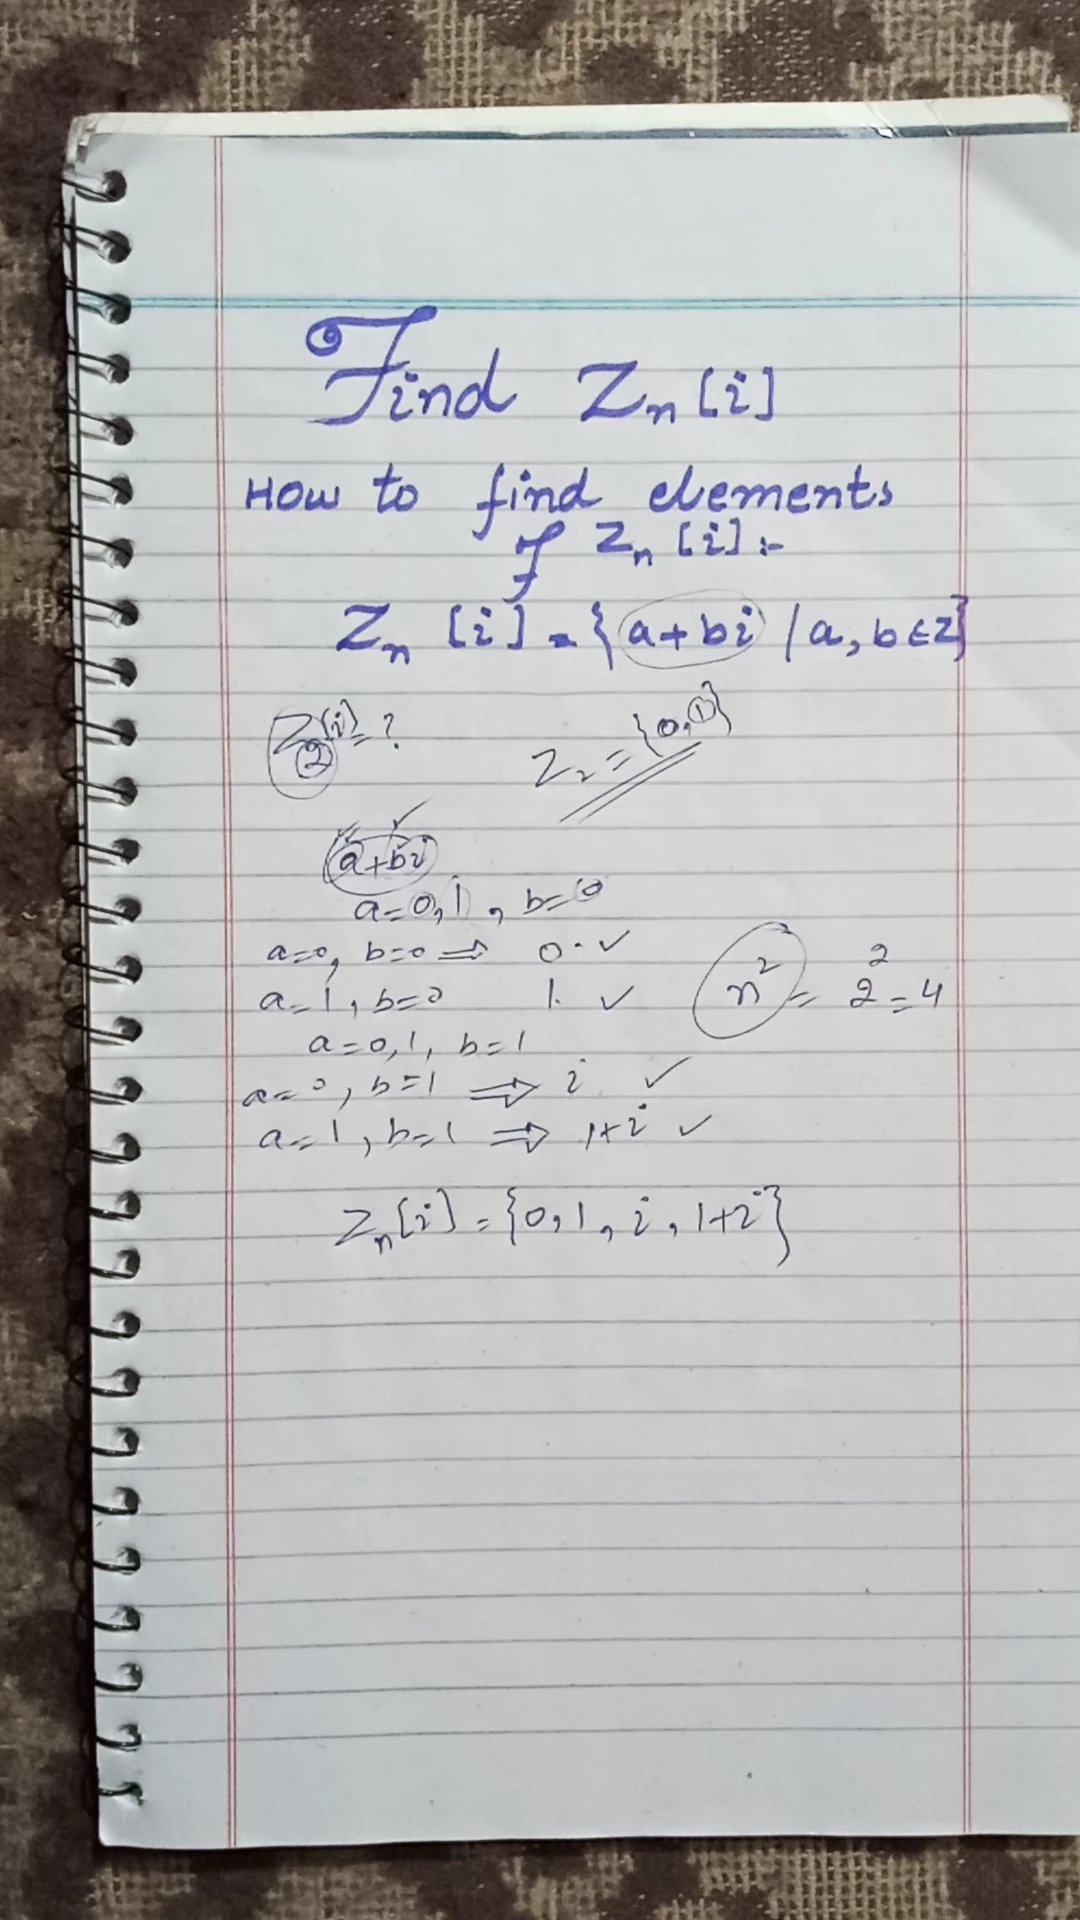 Find Zn[i]
How to find elements
of Zn[i] :-
Zn[i] = {a+bi / a, b ∈ Z}
Z2[i] = ? Z2 = {0, 1}
a+bi
a=0,1, b=0
a=0, b=0 ⇒ 0. ✓
a=1, b=0 1. ✓ n² = 2² = 4
a=0,1, b=1
a=0, b=1 ⇒ i ✓
a=1, b=1 ⇒ 1+i ✓
Zn[i] = {0, 1, i, 1+i}